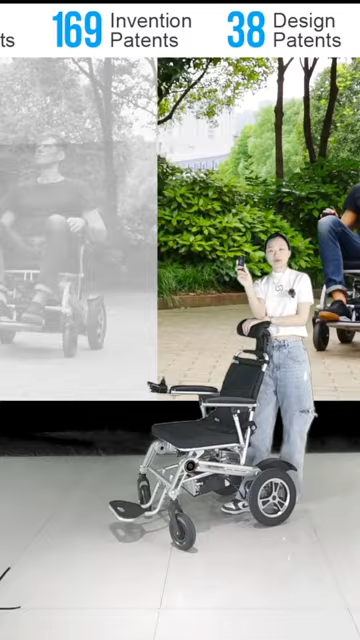 ts
169 Invention
Patents
38 Design
Patents